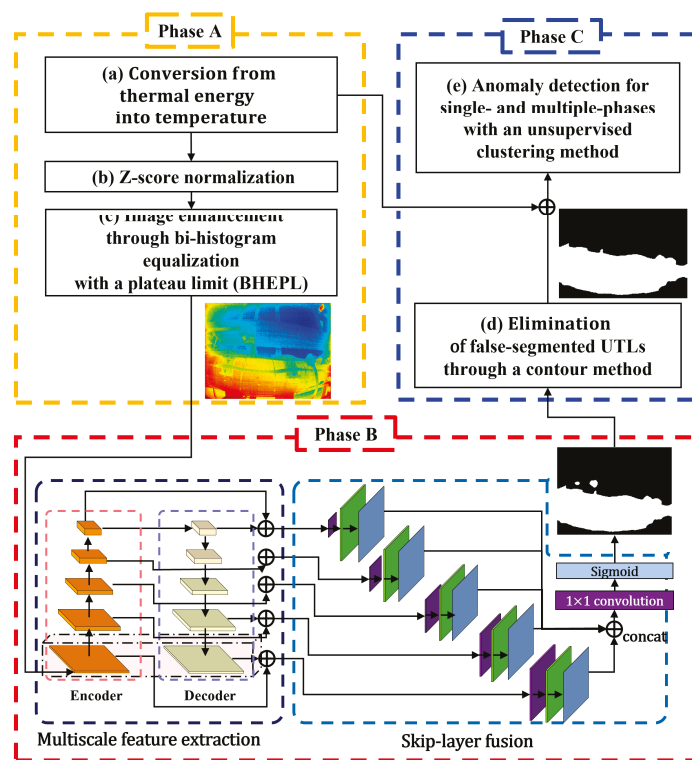 Phase A
(a) Conversion from
thermal energy
into temperature
(b) Z-score normalization
(c) Image enhancement
through bi-histogram
equalization
with a plateau limit (BHEPL)
Phase C
(e) Anomaly detection for
single- and multiple-phases
with an unsupervised
clustering method
(d) Elimination
of false-segmented UTLs
through a contour method
Phase B
Encoder
Decoder
Multiscale feature extraction
Sigmoid
1×1 convolution
concat
Skip-layer fusion